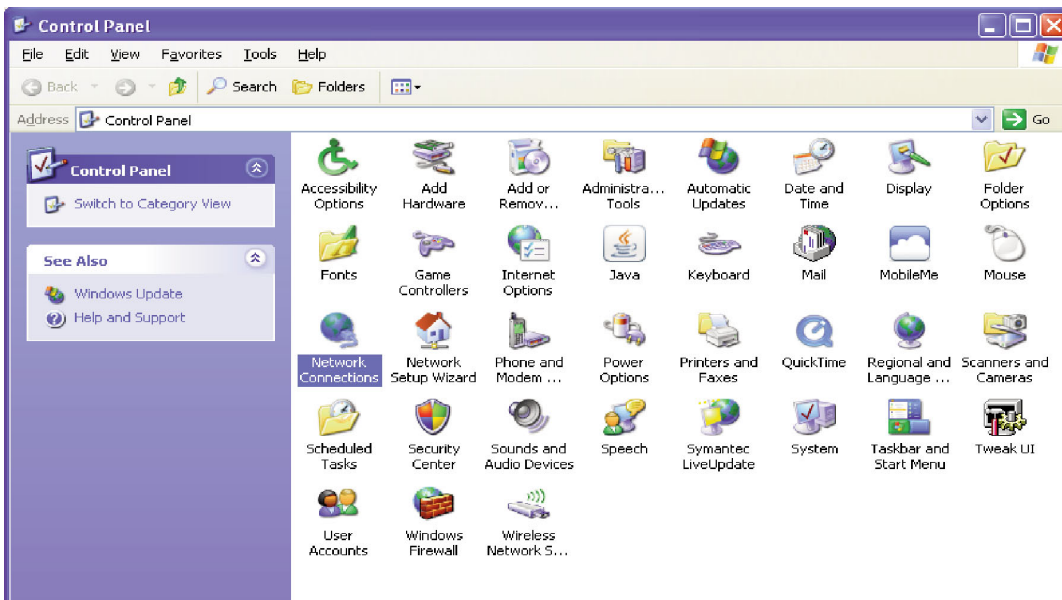 Control Panel
File Edit View Favorites Tools Help
Back Search Folders
Address Control Panel Go
Control Panel
Switch to Category View
See Also
Windows Update
Help and Support
Accessibility Options
Add Hardware
Add or Remov...
Administra... Tools
Automatic Updates
Date and Time
Display
Folder Options
Fonts
Game Controllers
Internet Options
Java
Keyboard
Mail
MobileMe
Mouse
Network Connections
Network Setup Wizard
Phone and Modem ...
Power Options
Printers and Faxes
QuickTime
Regional and Language ...
Scanners and Cameras
Scheduled Tasks
Security Center
Sounds and Audio Devices
Speech
Symantec LiveUpdate
System
Taskbar and Start Menu
Tweak UI
User Accounts
Windows Firewall
Wireless Network S...